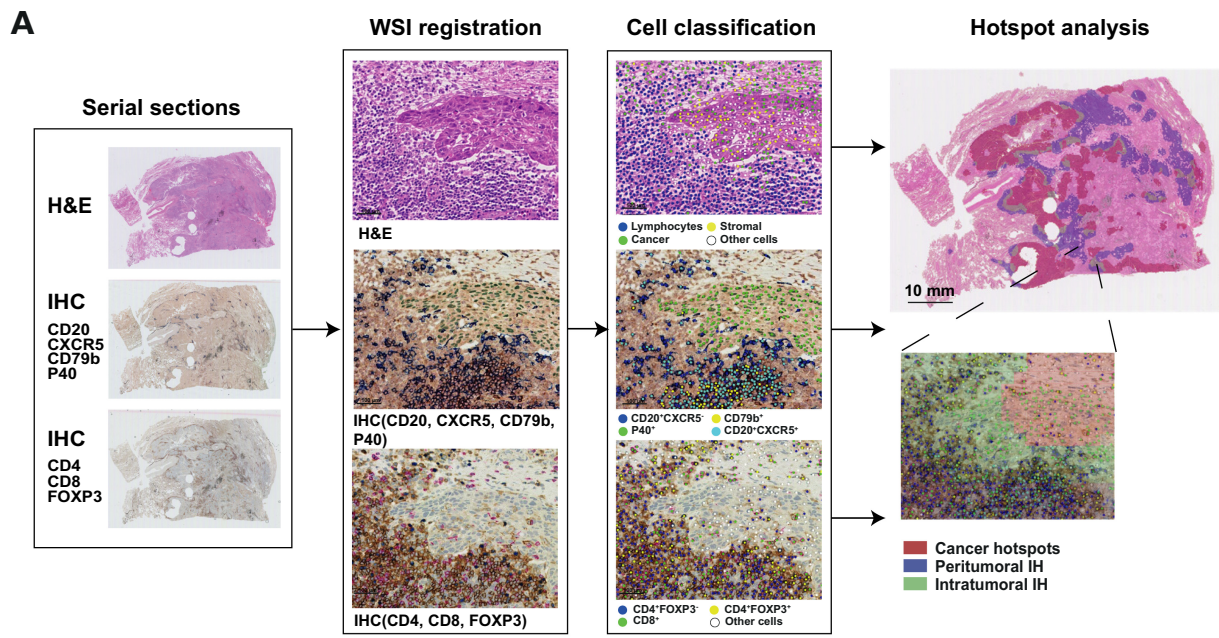 A
WSI registration
Cell classification
Hotspot analysis
Serial sections
H&E
IHC
CD20
CXCR5
CD79b
P40
IHC
CD4
CD8
FOXP3
H&E
IHC(CD20, CXCR5, CD79b,
P40)
IHC(CD4, CD8, FOXP3)
Lymphocytes Stromal
Cancer Other cells
CD20⁺CXCR5⁻ CD79b⁺
P40⁺ CD20⁺CXCR5⁺
CD4⁺FOXP3⁻ CD4⁺FOXP3⁺
CD8⁺ Other cells
10 mm
Cancer hotspots
Peritumoral IH
Intratumoral IH